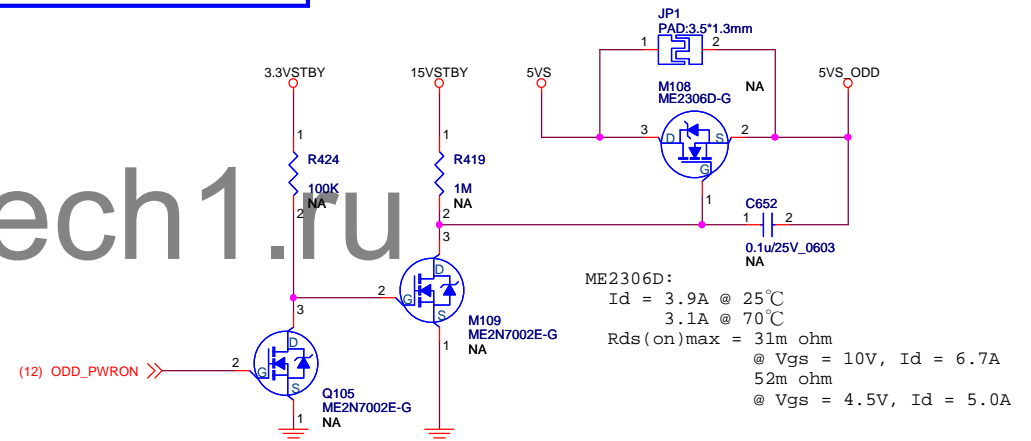 JP1
PAD:3.5*1.3mm
1
2
3.3VSTBY
15VSTBY
5VS
5VS_ODD
M108
ME2306D-G
NA
1
1
3
D
S
2
G
1
R424
100K
NA
2
R419
1M
NA
2
ech1.ru
C652
1
2
0.1u/25V_0603
NA
3
D
2
G
S
1
M109
ME2N7002E-G
NA
3
D
(12) ODD_PWRON
2
G
S
1
Q105
ME2N7002E-G
NA
ME2306D:
Id = 3.9A @ 25℃
3.1A @ 70℃
Rds(on)max = 31m ohm
@ Vgs = 10V, Id = 6.7A
52m ohm
@ Vgs = 4.5V, Id = 5.0A